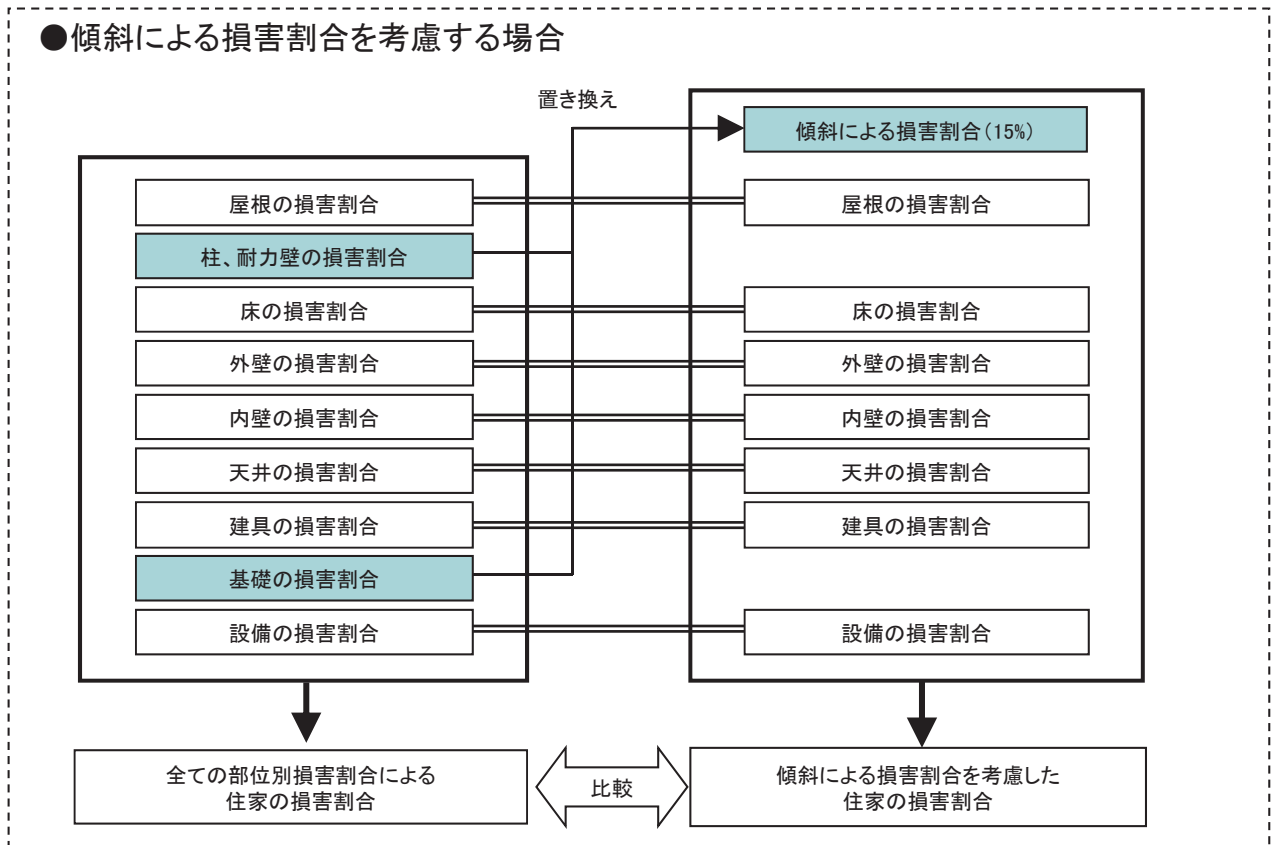 ●傾斜による損害割合を考慮する場合
置き換え
傾斜による損害割合(15%)
屋根の損害割合
柱、耐力壁の損害割合
床の損害割合
外壁の損害割合
内壁の損害割合
天井の損害割合
建具の損害割合
基礎の損害割合
設備の損害割合
屋根の損害割合
床の損害割合
外壁の損害割合
内壁の損害割合
天井の損害割合
建具の損害割合
設備の損害割合
全ての部位別損害割合による
住家の損害割合
比較
傾斜による損害割合を考慮した
住家の損害割合